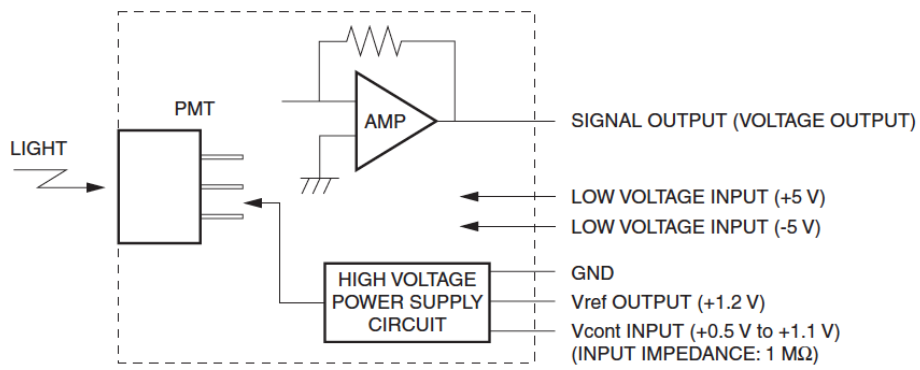 PMT
LIGHT
AMP
SIGNAL OUTPUT (VOLTAGE OUTPUT)
LOW VOLTAGE INPUT (+5 V)
LOW VOLTAGE INPUT (-5 V)
HIGH VOLTAGE
POWER SUPPLY
CIRCUIT
GND
Vref OUTPUT (+1.2 V)
Vcont INPUT (+0.5 V to +1.1 V)
(INPUT IMPEDANCE: 1 MΩ)